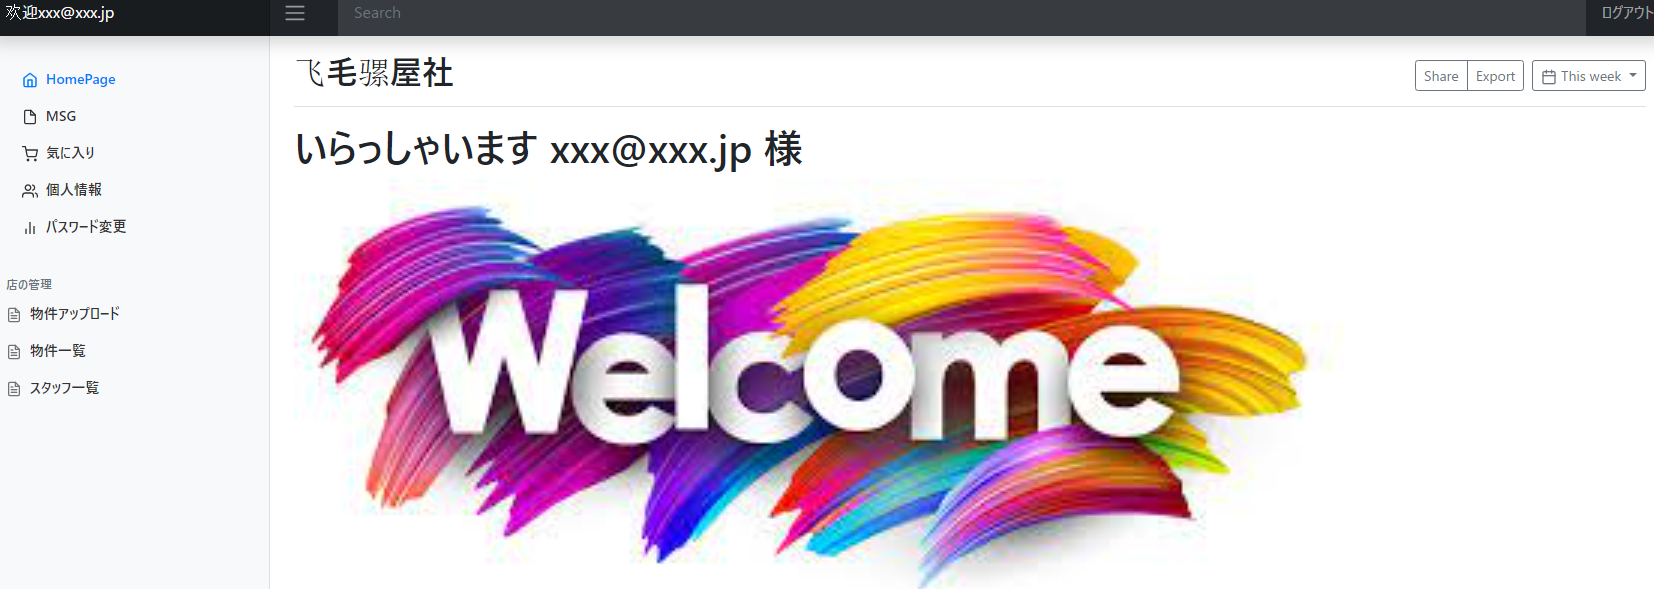 欢迎xxx@xxx.jp
Search
ログアウト
HomePage
MSG
気に入り
個人情報
パスワード変更
店の管理
物件アップロード
物件一覧
スタッフ一覧
飞毛骡屋社
Share
Export
This week
いらっしゃいます xxx@xxx.jp 様
Welcome